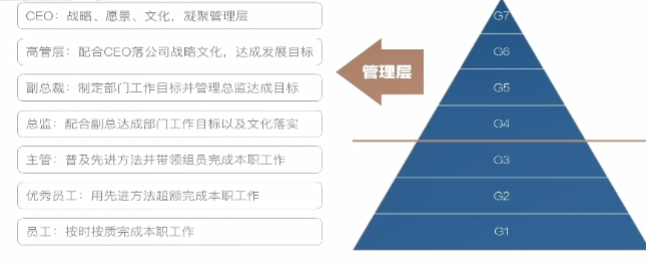 CEO：战略、愿景、文化，凝聚管理层
高管层：配合CEO落公司战略文化，达成发展目标
副总裁：制定部门工作目标并管理总监达成目标
总监：配合副总达成部门工作目标以及文化落实
主管：普及先进方法并带领组员完成本职工作
优秀员工：用先进方法超额完成本职工作
员工：按时按质完成本职工作
管理层
G7
G6
G5
G4
G3
G2
G1